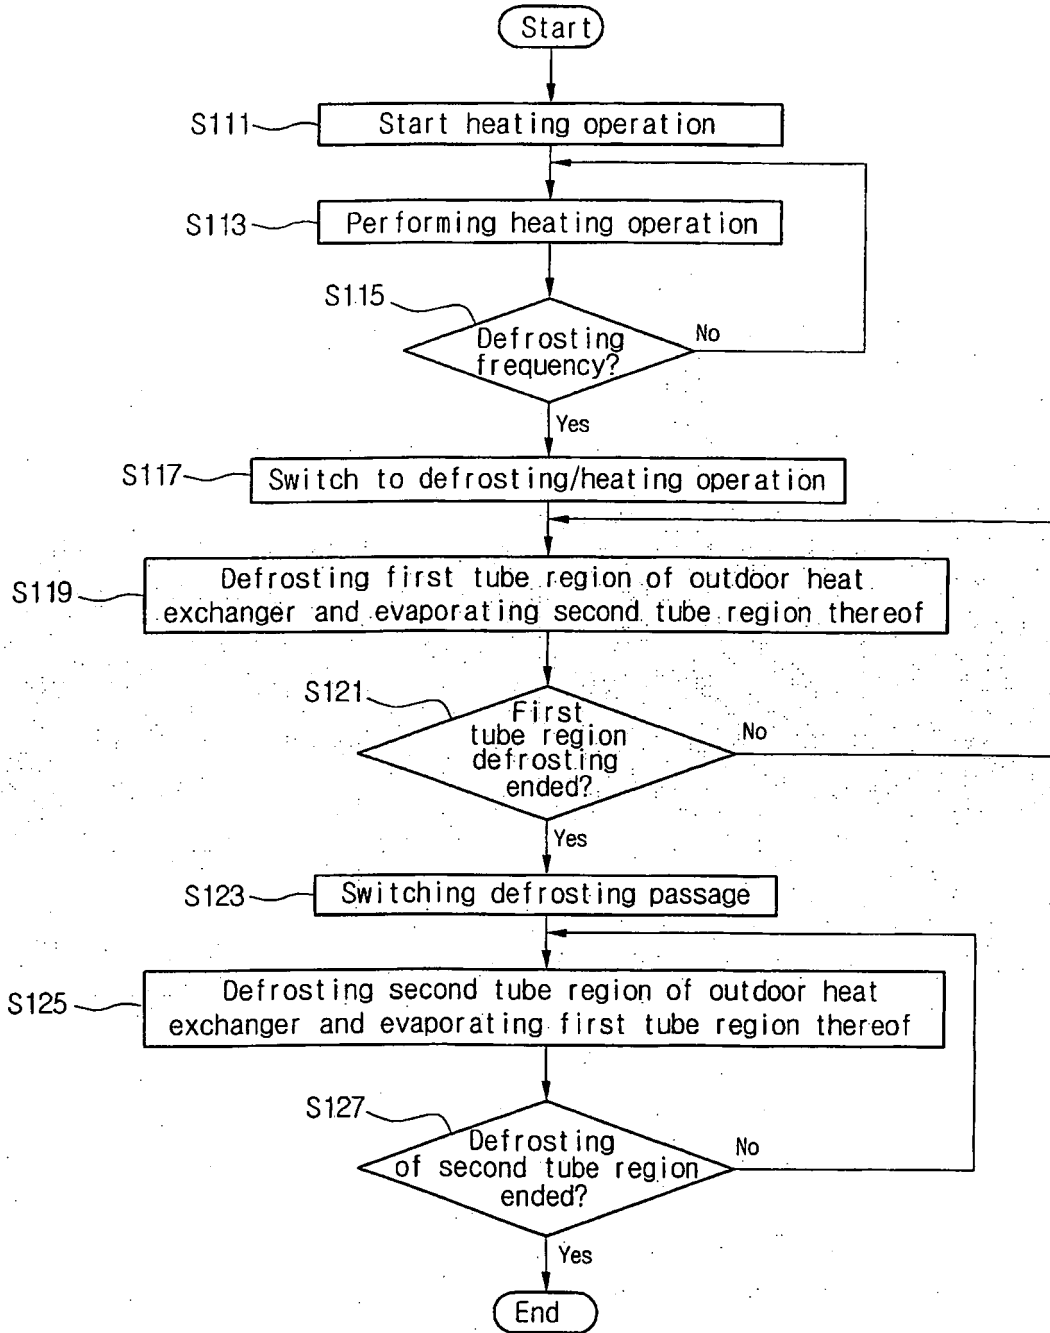 Start
S111
Start heating operation
S113
Performing heating operation
S115
Defrosting
frequency?
No
Yes
S117
Switch to defrosting/heating operation
S119
Defrosting first tube region of outdoor heat
exchanger and evaporating second tube region thereof
S121
First
tube region
defrosting
ended?
No
Yes
S123
Switching defrosting passage
S125
Defrosting second tube region of outdoor heat
exchanger and evaporating first tube region thereof
S127
Defrosting
of second tube region
ended?
No
Yes
End